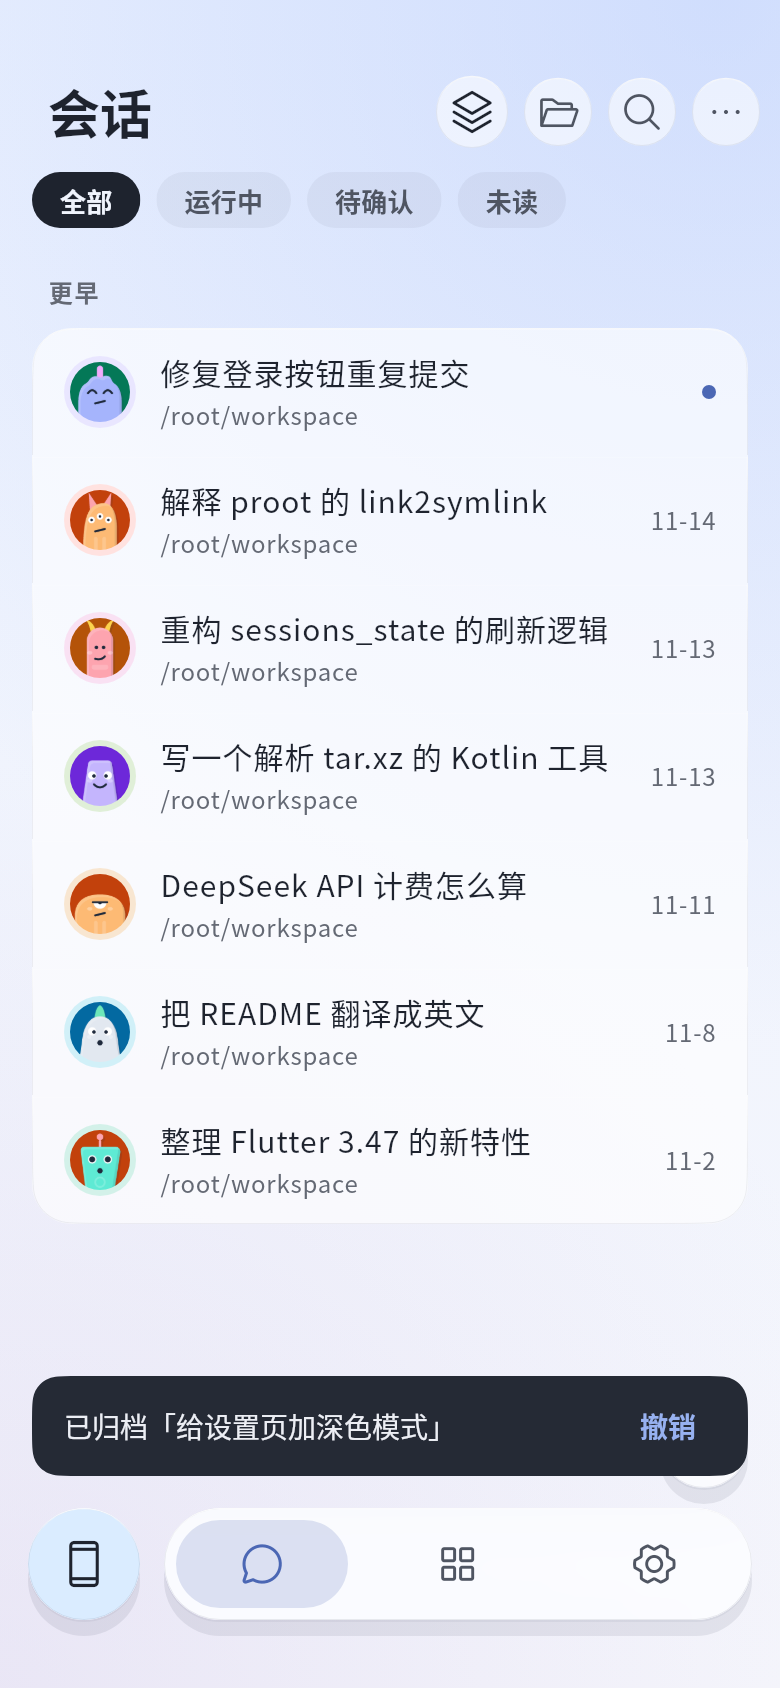 会话
全部 运行中 待确认 未读
更早
修复登录按钮重复提交
/root/workspace
解释 proot 的 link2symlink
/root/workspace
11-14
重构 sessions_state 的刷新逻辑
/root/workspace
11-13
写一个解析 tar.xz 的 Kotlin 工具
/root/workspace
11-13
DeepSeek API 计费怎么算
/root/workspace
11-11
把 README 翻译成英文
/root/workspace
11-8
整理 Flutter 3.47 的新特性
/root/workspace
11-2
已归档「给设置页加深色模式」 撤销